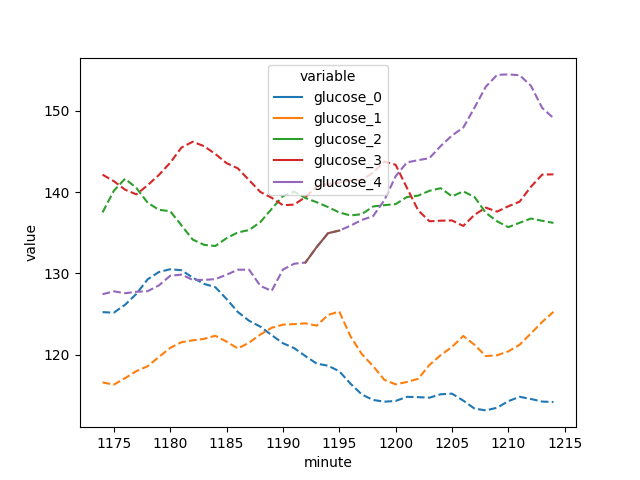 variable
glucose_0
glucose_1
glucose_2
glucose_3
glucose_4
value
150
140
130
120
1175 1180 1185 1190 1195 1200 1205 1210 1215
minute